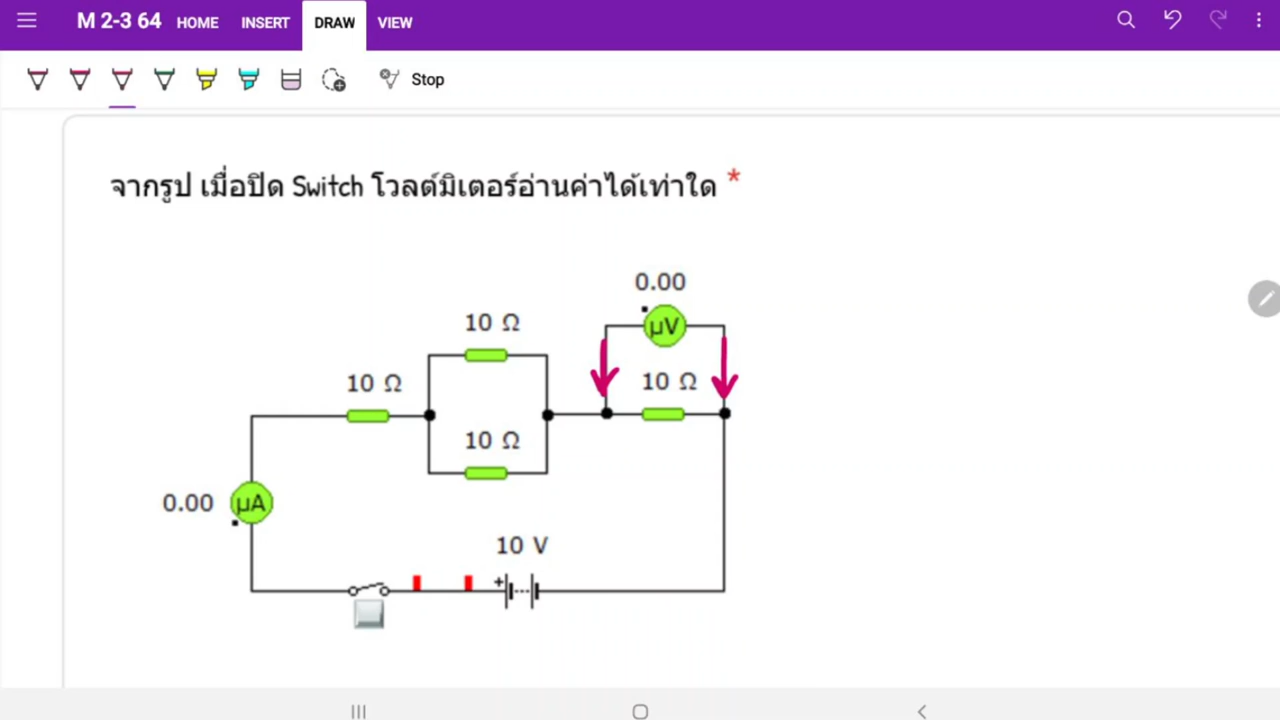 M 2-3 64 HOME INSERT DRAW VIEW
Stop
จากรูป เมื่อปิด Switch โวลต์มิเตอร์อ่านค่าได้เท่าใด *
0.00
10 Ω
µV
10 Ω
10 Ω
10 Ω
0.00 µA
10 V
+